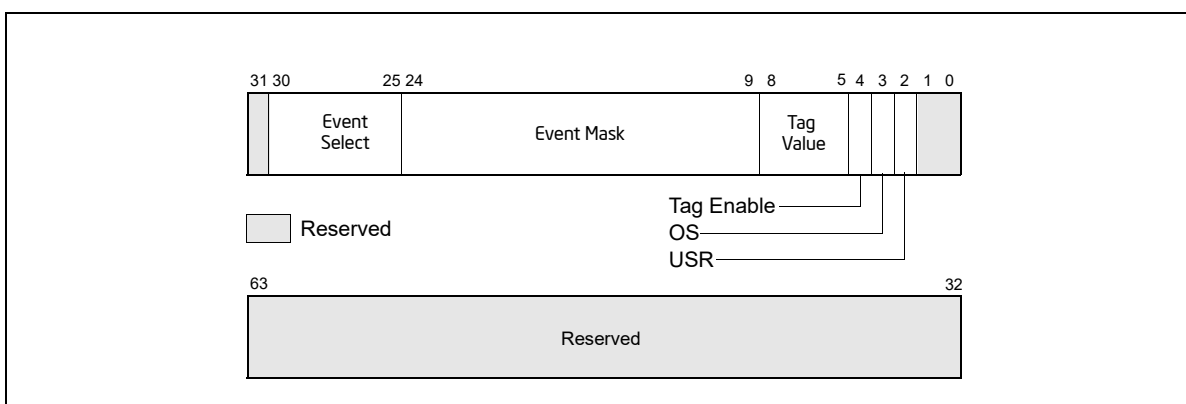 31 30 25 24 9 8 5 4 3 2 1 0
Event
Select
Event Mask
Tag
Value
Tag Enable
OS
USR
Reserved
63 32
Reserved